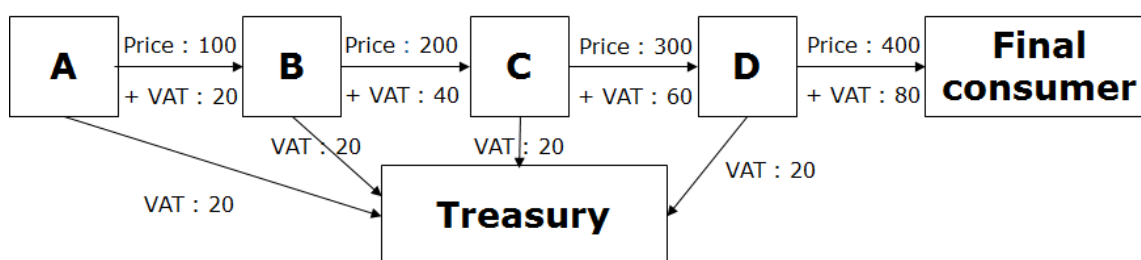 A
Price : 100
+ VAT : 20
B
Price : 200
+ VAT : 40
C
Price : 300
+ VAT : 60
D
Price : 400
+ VAT : 80
Final
consumer
VAT : 20
VAT : 20
VAT : 20
VAT : 20
Treasury